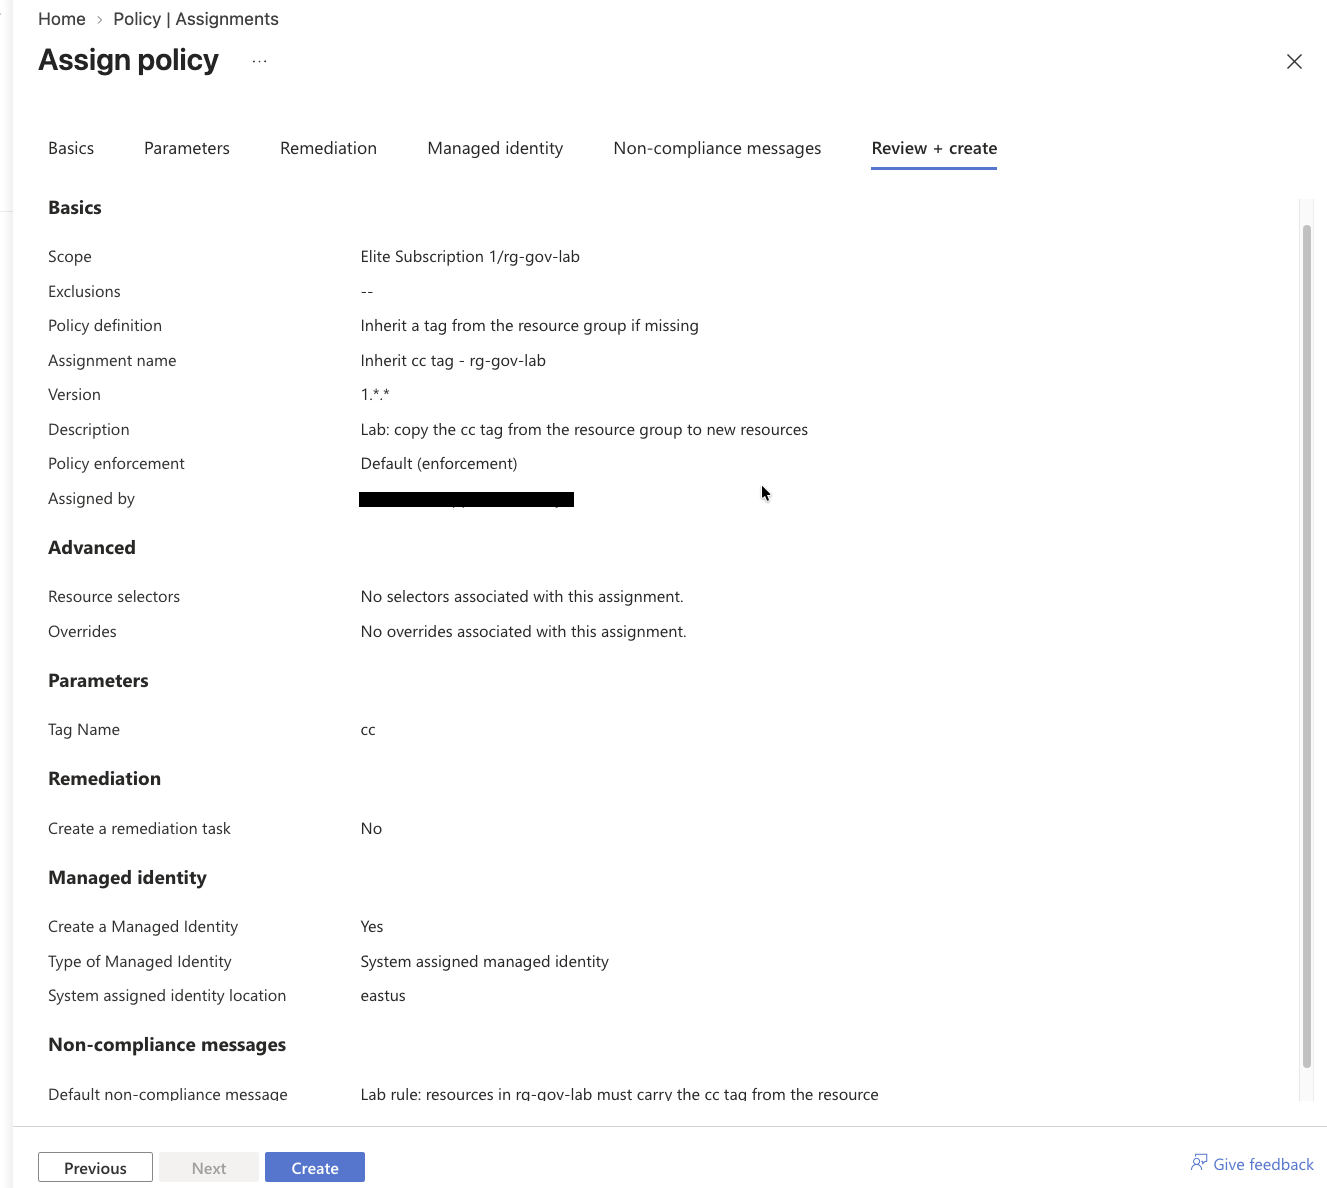 Home > Policy | Assignments
Assign policy ...
Basics Parameters Remediation Managed identity Non-compliance messages Review + create
Basics
Scope Elite Subscription 1/rg-gov-lab
Exclusions --
Policy definition Inherit a tag from the resource group if missing
Assignment name Inherit cc tag - rg-gov-lab
Version 1.*.*
Description Lab: copy the cc tag from the resource group to new resources
Policy enforcement Default (enforcement)
Assigned by
Advanced
Resource selectors No selectors associated with this assignment.
Overrides No overrides associated with this assignment.
Parameters
Tag Name cc
Remediation
Create a remediation task No
Managed identity
Create a Managed Identity Yes
Type of Managed Identity System assigned managed identity
System assigned identity location eastus
Non-compliance messages
Default non-compliance message Lab rule: resources in rg-gov-lab must carry the cc tag from the resource
Previous Next Create Give feedback